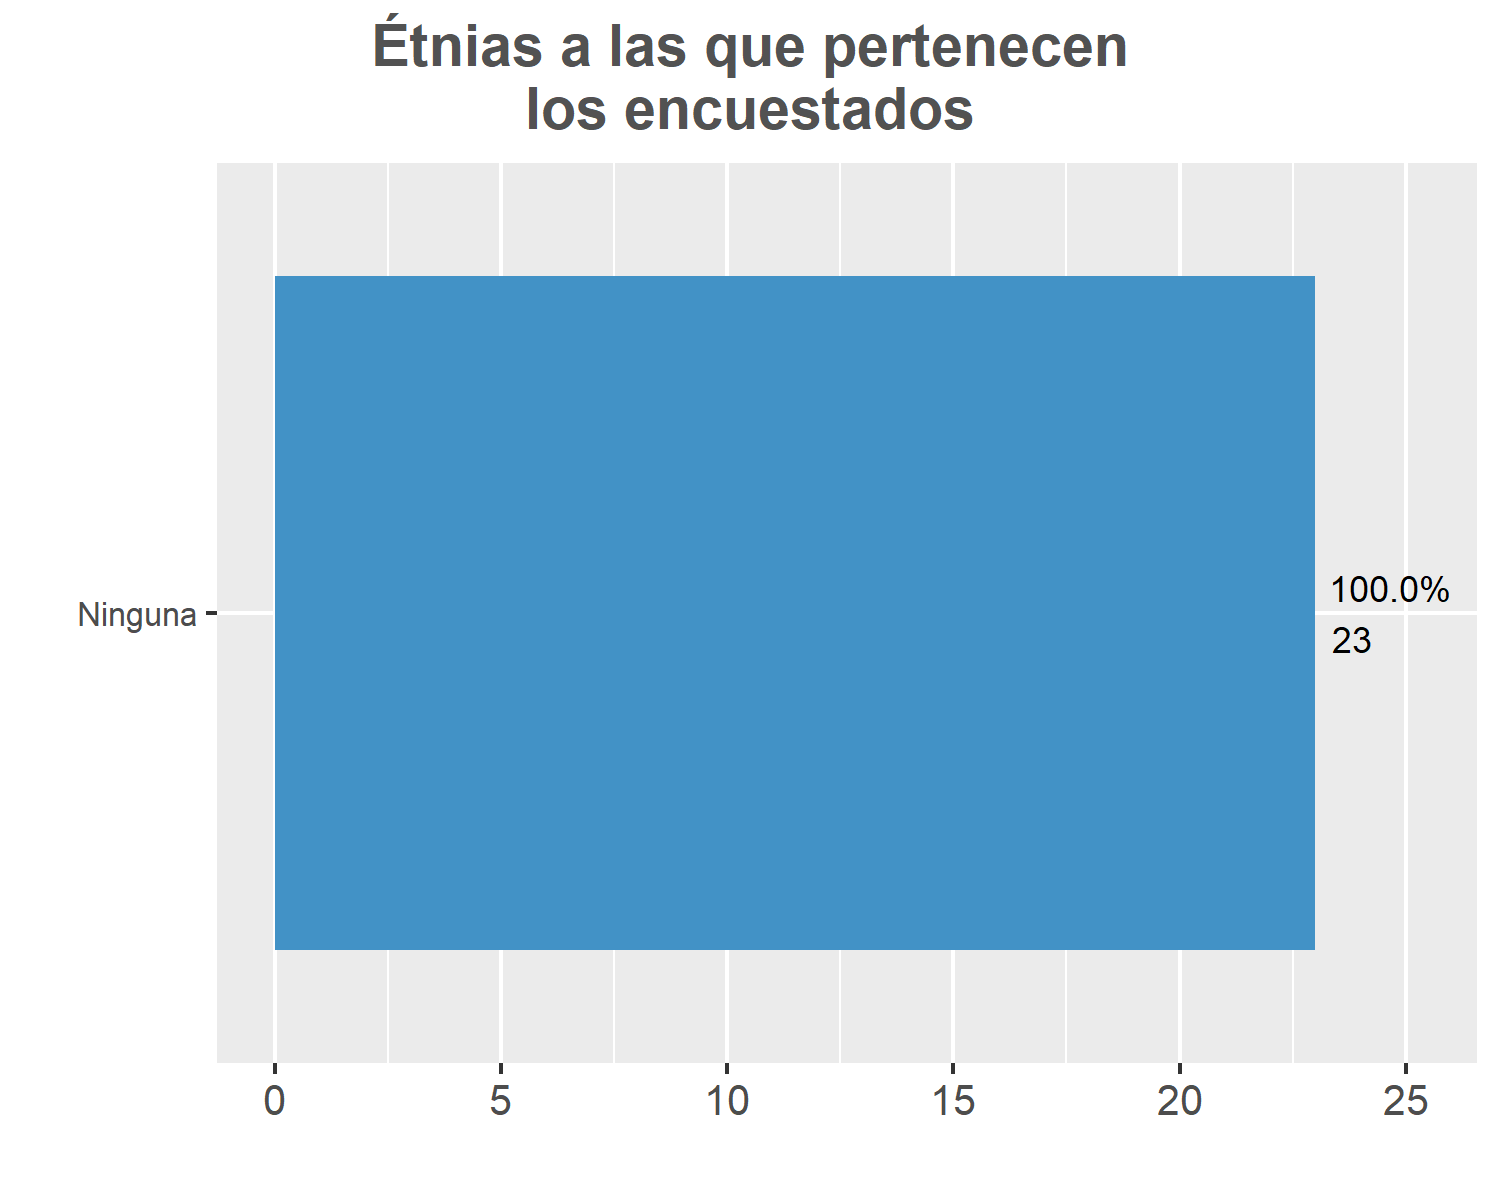 Étnias a las que pertenecen
los encuestados
Ninguna
100.0%
23
0 5 10 15 20 25